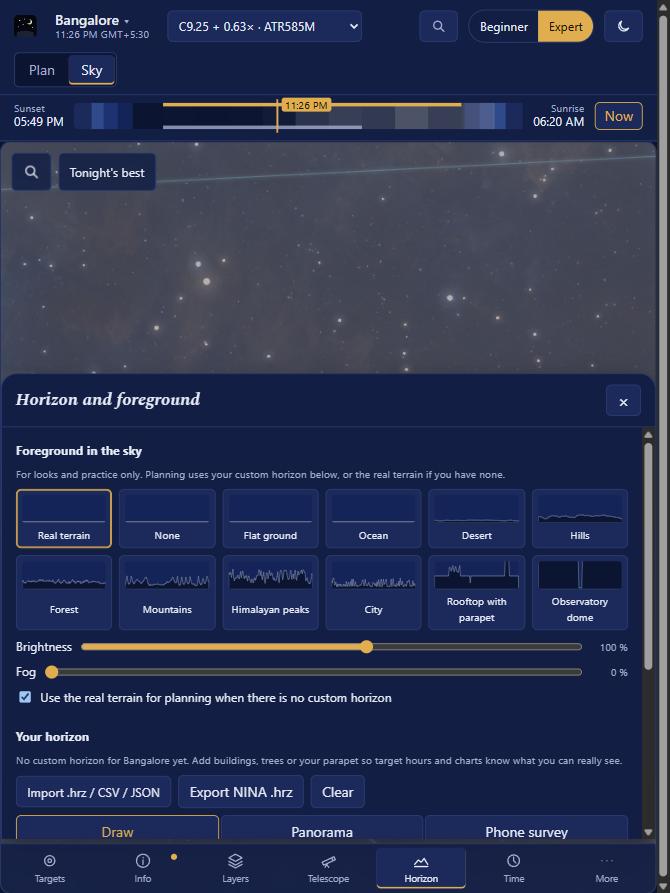 Bangalore
11:26 PM GMT+5:30
C9.25 + 0.63× · ATR585M
Beginner
Expert
Plan
Sky
Sunset
05:49 PM
11:26 PM
Sunrise
06:20 AM
Now
Tonight's best
Horizon and foreground
Foreground in the sky
For looks and practice only. Planning uses your custom horizon below, or the real terrain if you have none.
Real terrain
None
Flat ground
Ocean
Desert
Hills
Forest
Mountains
Himalayan peaks
City
Rooftop with
parapet
Observatory
dome
Brightness
100 %
Fog
0 %
Use the real terrain for planning when there is no custom horizon
Your horizon
No custom horizon for Bangalore yet. Add buildings, trees or your parapet so target hours and charts know what you can really see.
Import .hrz / CSV / JSON
Export NINA .hrz
Clear
Draw
Panorama
Phone survey
Targets
Info
Layers
Telescope
Horizon
Time
More